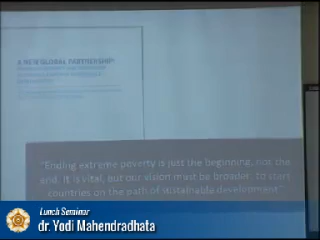 A NEW GLOBAL PARTNERSHIP:
"Ending extreme poverty is just the beginning, not the
end. It is vital, but our vision must be broader: to start
countries on the path of sustainable development"
Lunch Seminar
dr. Yodi Mahendradhata